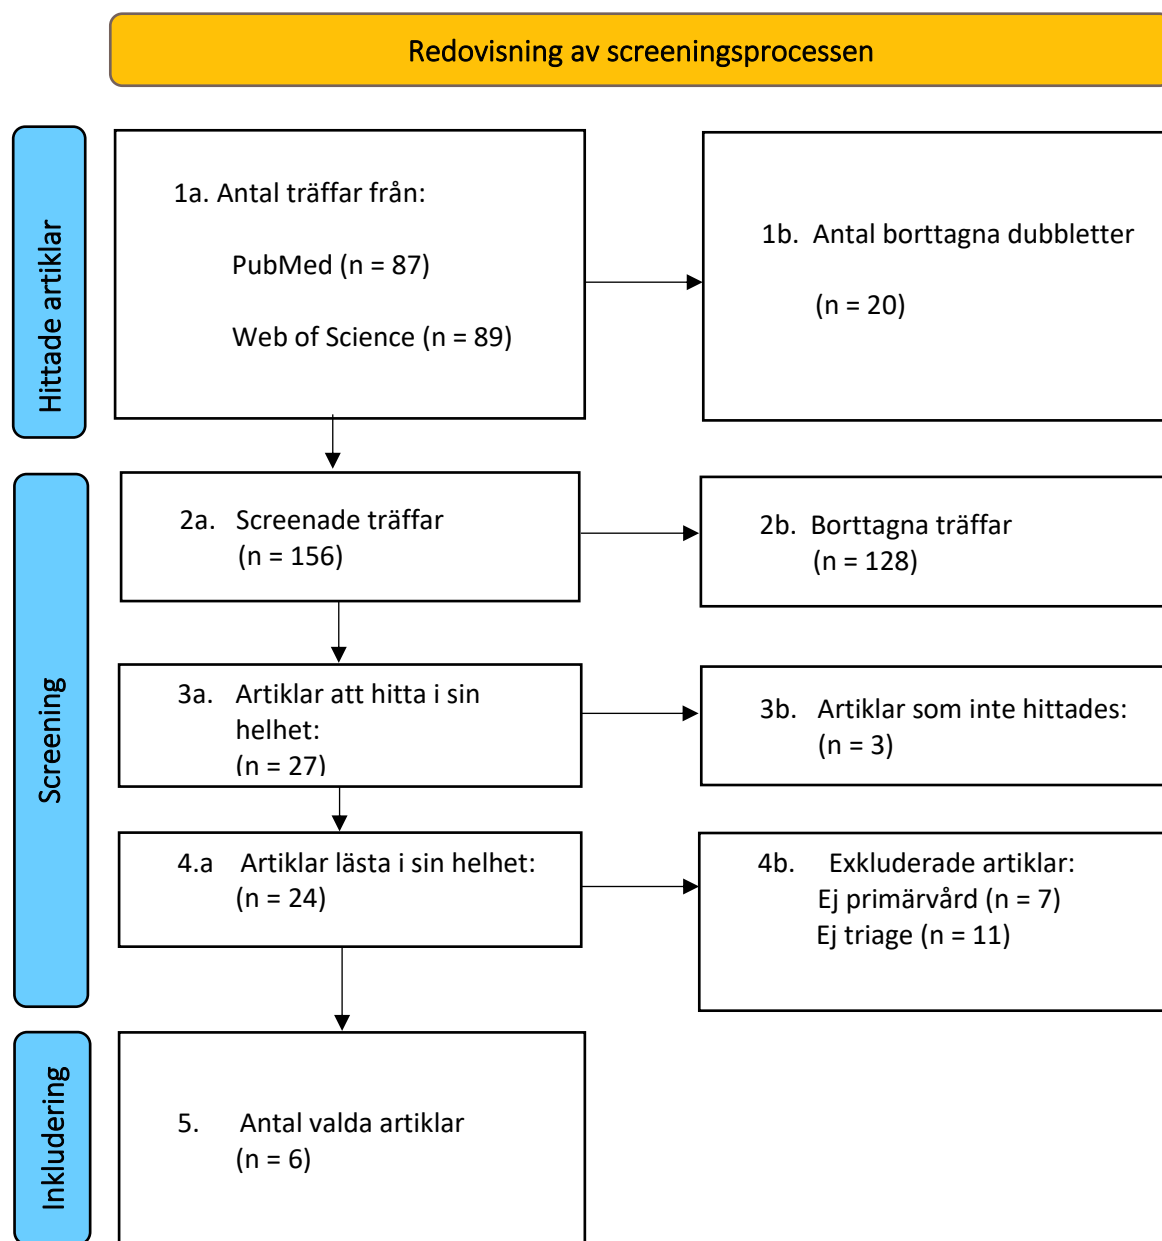 Redovisning av screeningsprocessen
Hittade artiklar
1a. Antal träffar från:
PubMed (n = 87)
Web of Science (n = 89)
1b. Antal borttagna dubbletter
(n = 20)
Screening
2a. Screenade träffar
(n = 156)
2b. Borttagna träffar
(n = 128)
3a. Artiklar att hitta i sin
helhet:
(n = 27)
3b. Artiklar som inte hittades:
(n = 3)
4.a Artiklar lästa i sin helhet:
(n = 24)
4b. Exkluderade artiklar:
Ej primärvård (n = 7)
Ej triage (n = 11)
Inkludering
5. Antal valda artiklar
(n = 6)